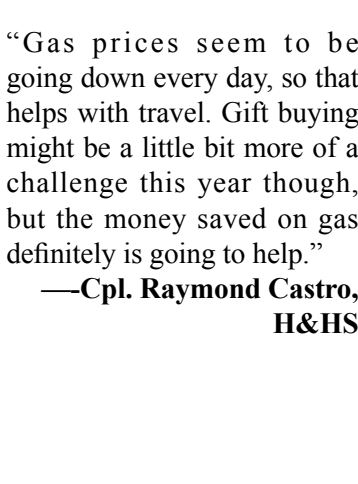 “Gas prices seem to be
going down every day, so that
helps with travel. Gift buying
might be a little bit more of a
challenge this year though,
but the money saved on gas
definitely is going to help.”
—-Cpl. Raymond Castro,
H&HS